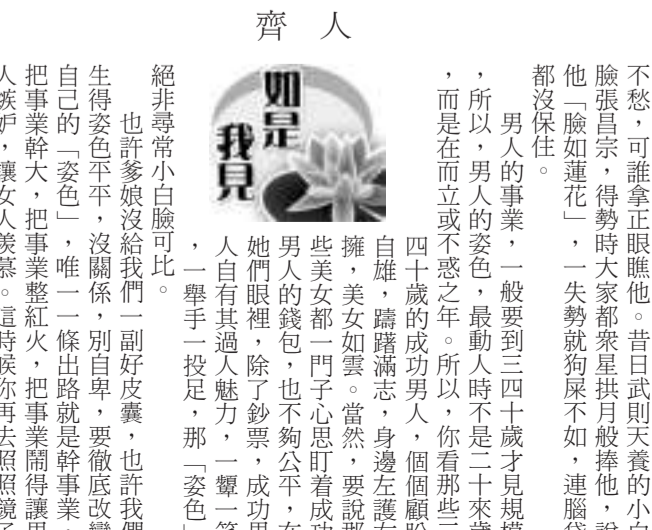 齊人
如是我見
不愁，可誰拿正眼瞧他。昔日武則天養的小白
臉張昌宗，得勢時大家都眾星拱月般捧他，說
他「臉如蓮花」，一失勢就狗屎不如，連腦袋
都沒保住。
男人的事業，一般要到三四十歲才見規模
，所以，男人的姿色，最動人時不是二十來歲
，而是在而立或不惑之年。所以，你看那些三
四十歲的成功男人，個個顧盼
自雄，躊躇滿志，身邊左護右
擁，美女如雲。當然，要說那
些美女都一門子心思盯着成功
男人的錢包，也不夠公平，在
她們眼裡，除了鈔票，成功男
人自有其過人魅力，一顰一笑
，一舉手一投足，那「姿色」
絕非尋常小白臉可比。
也許爹娘沒給我們一副好皮囊，也許我們
生得姿色平平，沒關係，別自卑，要徹底改變
自己的「姿色」，唯一一條出路就是幹事業，
把事業幹大，把事業整紅火，把事業鬧得讓男
人嫉妒，讓女人羨慕。這時候你再去照照鏡子